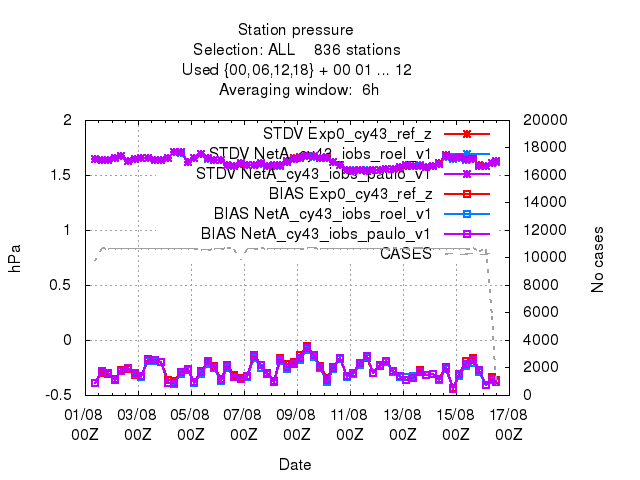 Station pressure
Selection: ALL    836 stations
Used {00,06,12,18} + 00 01 ... 12
Averaging window:  6h
2
1.5
1
0.5
0
-0.5
hPa
20000
18000
16000
14000
12000
10000
8000
6000
4000
2000
0
No cases
STDV Exp0_cy43_ref_z
STDV NetA_cy43_iobs_roel_v1
STDV NetA_cy43_iobs_paulo_v1
BIAS Exp0_cy43_ref_z
BIAS NetA_cy43_iobs_roel_v1
BIAS NetA_cy43_iobs_paulo_v1
CASES
01/08 03/08 05/08 07/08 09/08 11/08 13/08 15/08 17/08
00Z 00Z 00Z 00Z 00Z 00Z 00Z 00Z 00Z
Date